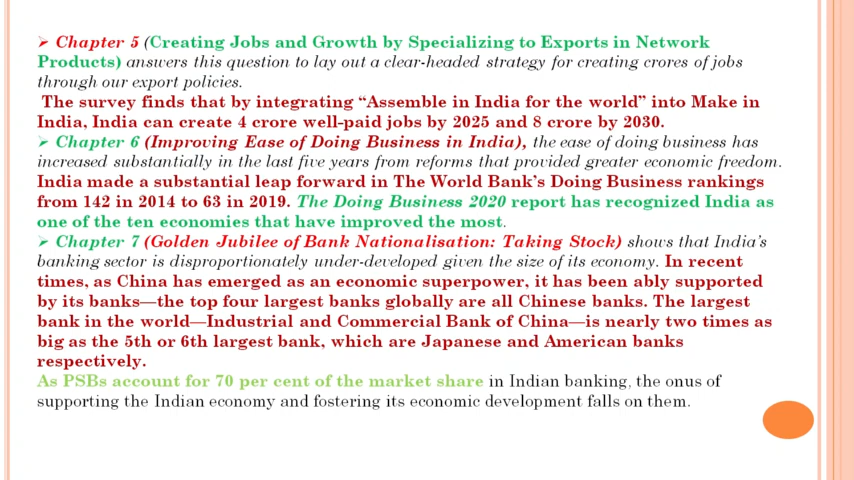 ➢ Chapter 5 (Creating Jobs and Growth by Specializing to Exports in Network
Products) answers this question to lay out a clear-headed strategy for creating crores of jobs
through our export policies.
The survey finds that by integrating “Assemble in India for the world” into Make in
India, India can create 4 crore well-paid jobs by 2025 and 8 crore by 2030.
➢ Chapter 6 (Improving Ease of Doing Business in India), the ease of doing business has
increased substantially in the last five years from reforms that provided greater economic freedom.
India made a substantial leap forward in The World Bank’s Doing Business rankings
from 142 in 2014 to 63 in 2019. The Doing Business 2020 report has recognized India as
one of the ten economies that have improved the most.
➢ Chapter 7 (Golden Jubilee of Bank Nationalisation: Taking Stock) shows that India’s
banking sector is disproportionately under-developed given the size of its economy. In recent
times, as China has emerged as an economic superpower, it has been ably supported
by its banks—the top four largest banks globally are all Chinese banks. The largest
bank in the world—Industrial and Commercial Bank of China—is nearly two times as
big as the 5th or 6th largest bank, which are Japanese and American banks
respectively.
As PSBs account for 70 per cent of the market share in Indian banking, the onus of
supporting the Indian economy and fostering its economic development falls on them.